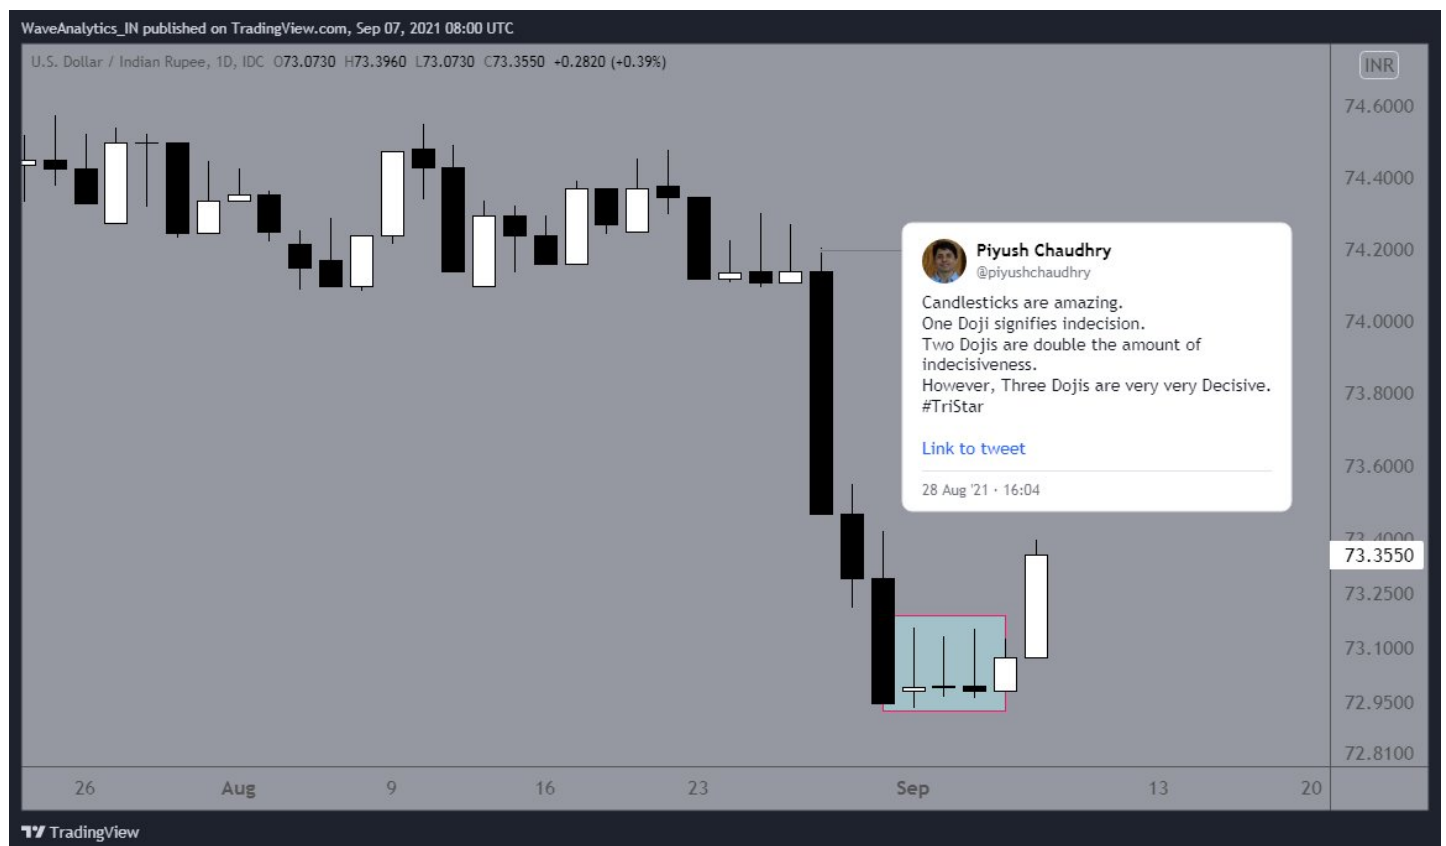 WaveAnalytics_IN published on TradingView.com, Sep 07, 2021 08:00 UTC
U.S. Dollar / Indian Rupee, 1D, IDC O73.0730 H73.3960 L73.0730 C73.3550 +0.2820 (+0.39%)
INR
74.6000
74.4000
74.2000
74.0000
73.8000
73.6000
73.4000
73.3550
73.2500
73.1000
72.9500
72.8100
Piyush Chaudhry
@piyushchaudhry
Candlesticks are amazing.
One Doji signifies indecision.
Two Dojis are double the amount of
indecisiveness.
However, Three Dojis are very very Decisive.
#TriStar
Link to tweet
28 Aug '21 · 16:04
26 Aug 9 16 23 Sep 13 20
TradingView